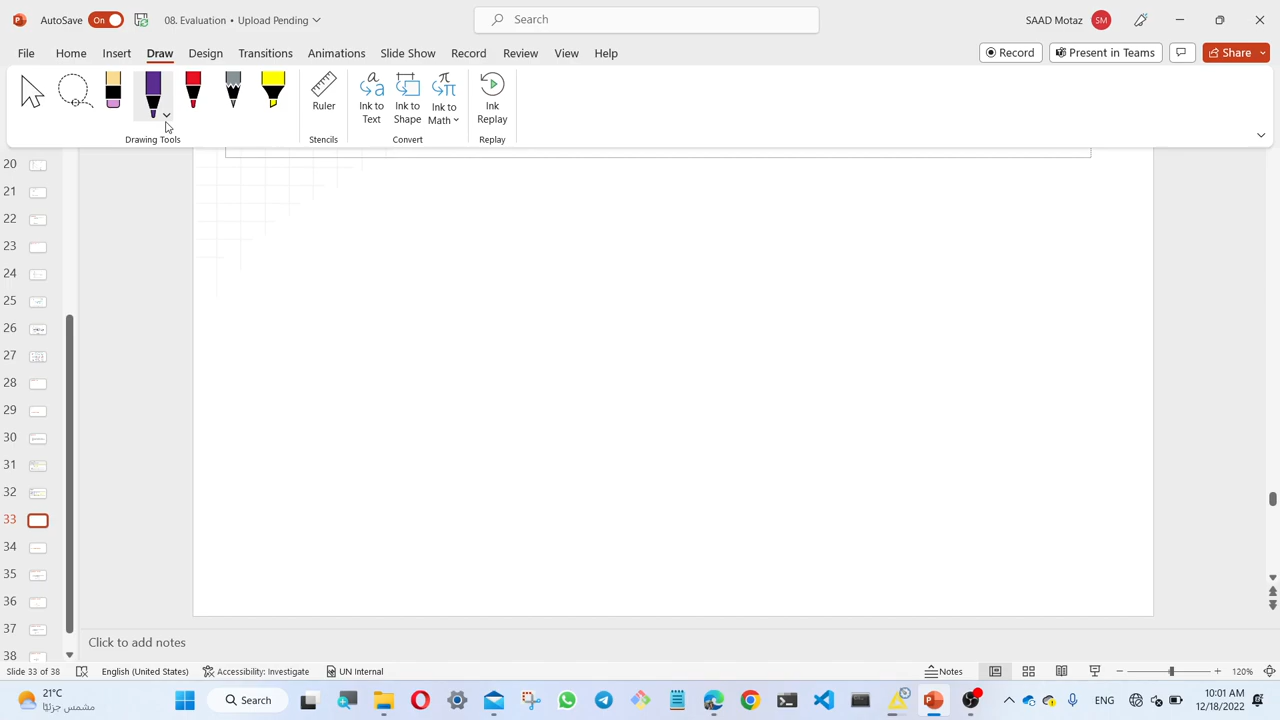 AutoSave On 08. Evaluation • Upload Pending Search SAAD Motaz SM
File Home Insert Draw Design Transitions Animations Slide Show Record Review View Help Record Present in Teams Share
Ruler
Ink to Text
Ink to Shape
Ink to Math
Ink Replay
Drawing Tools Stencils Convert Replay
20
21
22
23
24
25
26
27
28
29
30
31
32
33
34
35
36
37
38
Click to add notes
Slide 33 of 38 English (United States) Accessibility: Investigate UN Internal Notes 120%
21°C
مشمس جزئيًا
Search
ENG
10:01 AM
12/18/2022